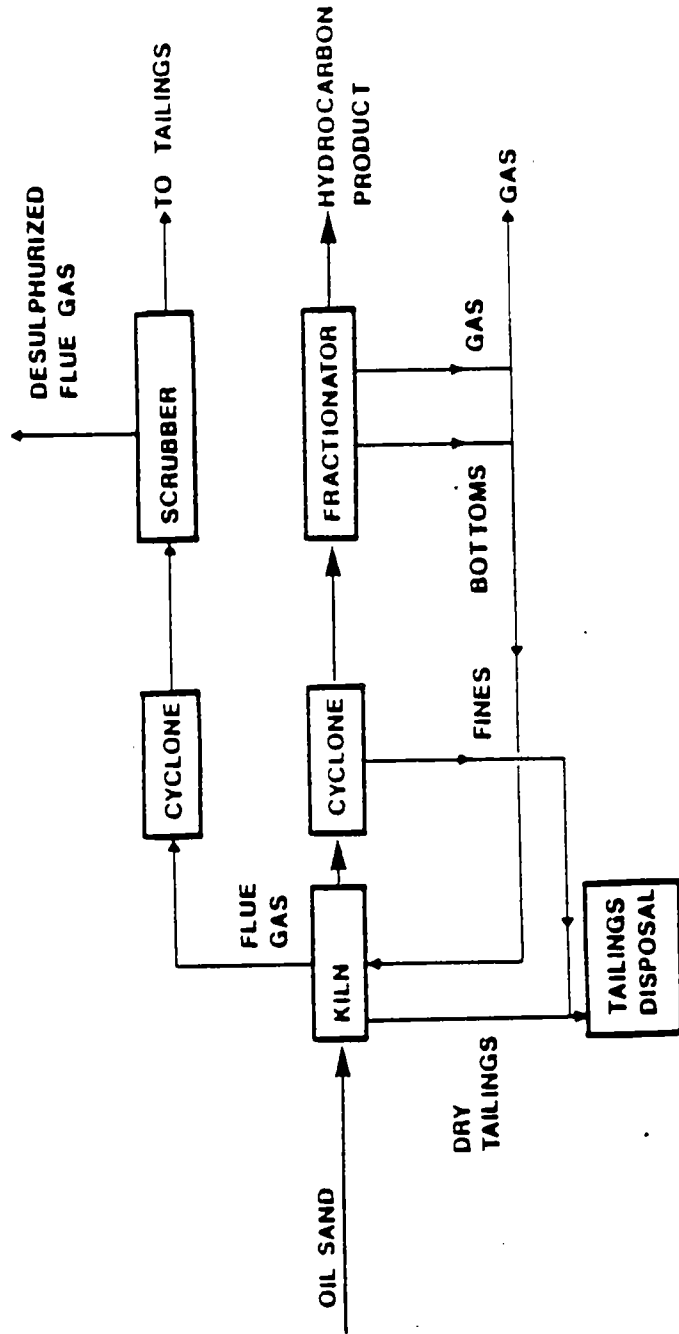 DESULPHURIZED
FLUE GAS
TO TAILINGS
SCRUBBER
CYCLONE
FLUE
GAS
HYDROCARBON
PRODUCT
FRACTIONATOR
CYCLONE
KILN
OIL SAND
GAS
BOTTOMS
FINES
GAS
DRY
TAILINGS
TAILINGS
DISPOSAL